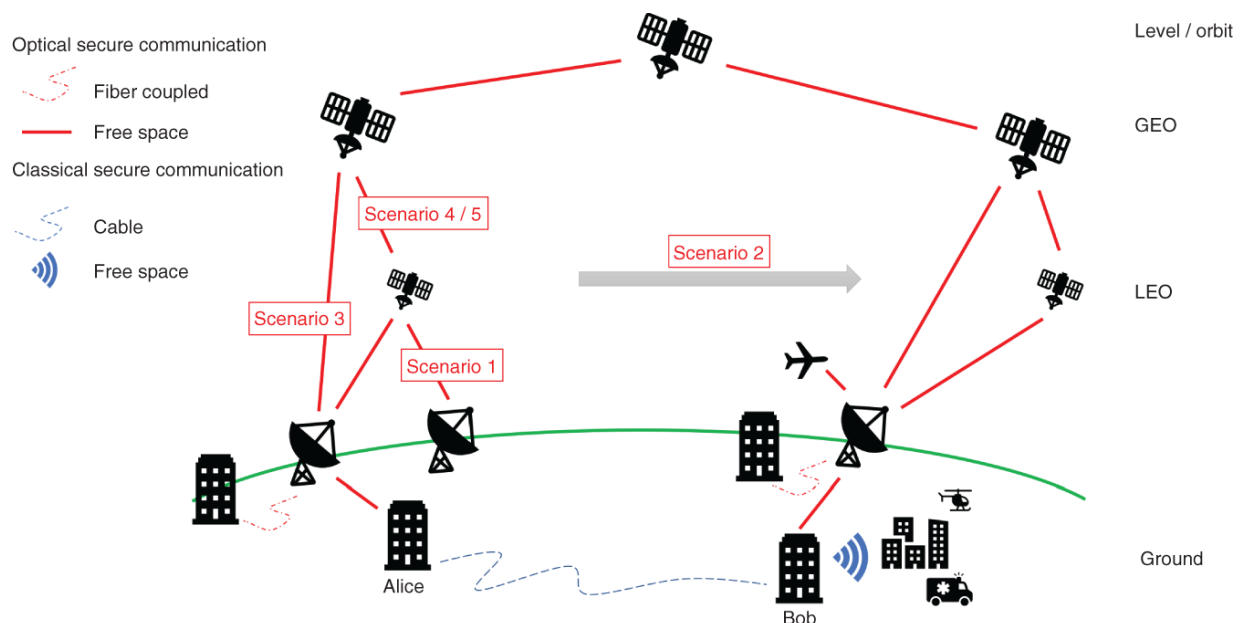 Optical secure communication
Fiber coupled
Free space
Classical secure communication
Cable
Free space
Level / orbit
GEO
LEO
Ground
Scenario 4 / 5
Scenario 2
Scenario 3
Scenario 1
Alice
Bob